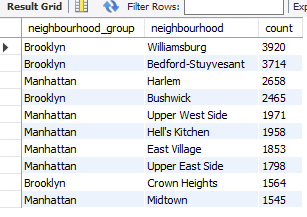 Result Grid Filter Rows: Exp
neighbourhood_group neighbourhood count
Brooklyn Williamsburg 3920
Brooklyn Bedford-Stuyvesant 3714
Manhattan Harlem 2658
Brooklyn Bushwick 2465
Manhattan Upper West Side 1971
Manhattan Hell's Kitchen 1958
Manhattan East Village 1853
Manhattan Upper East Side 1798
Brooklyn Crown Heights 1564
Manhattan Midtown 1545